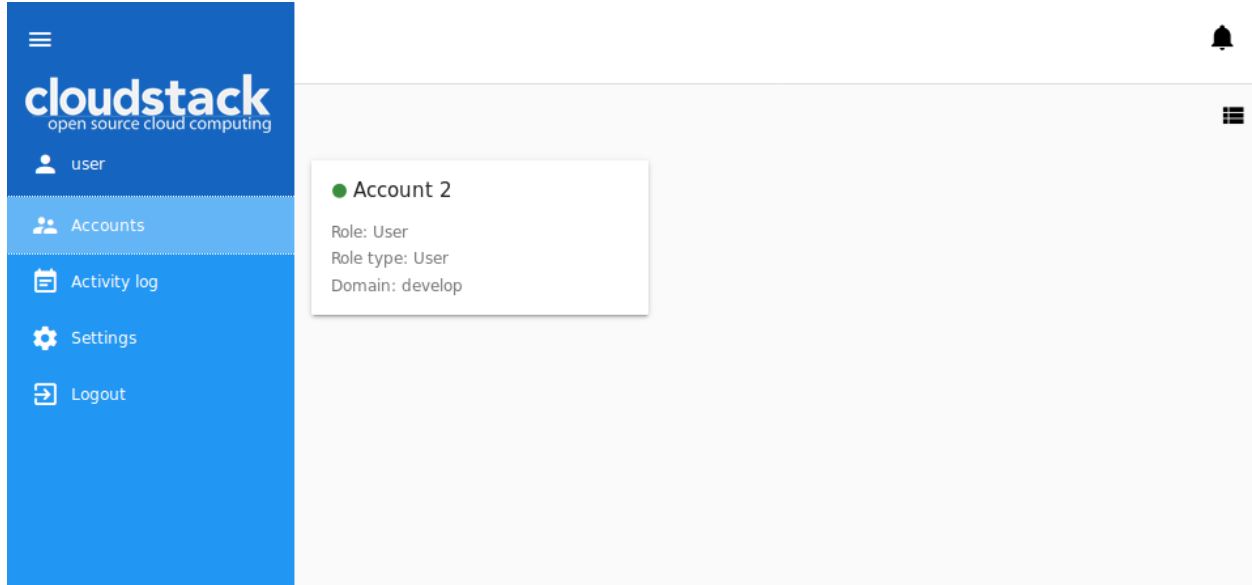 cloudstack
open source cloud computing
user
Accounts
Activity log
Settings
Logout
Account 2
Role: User
Role type: User
Domain: develop